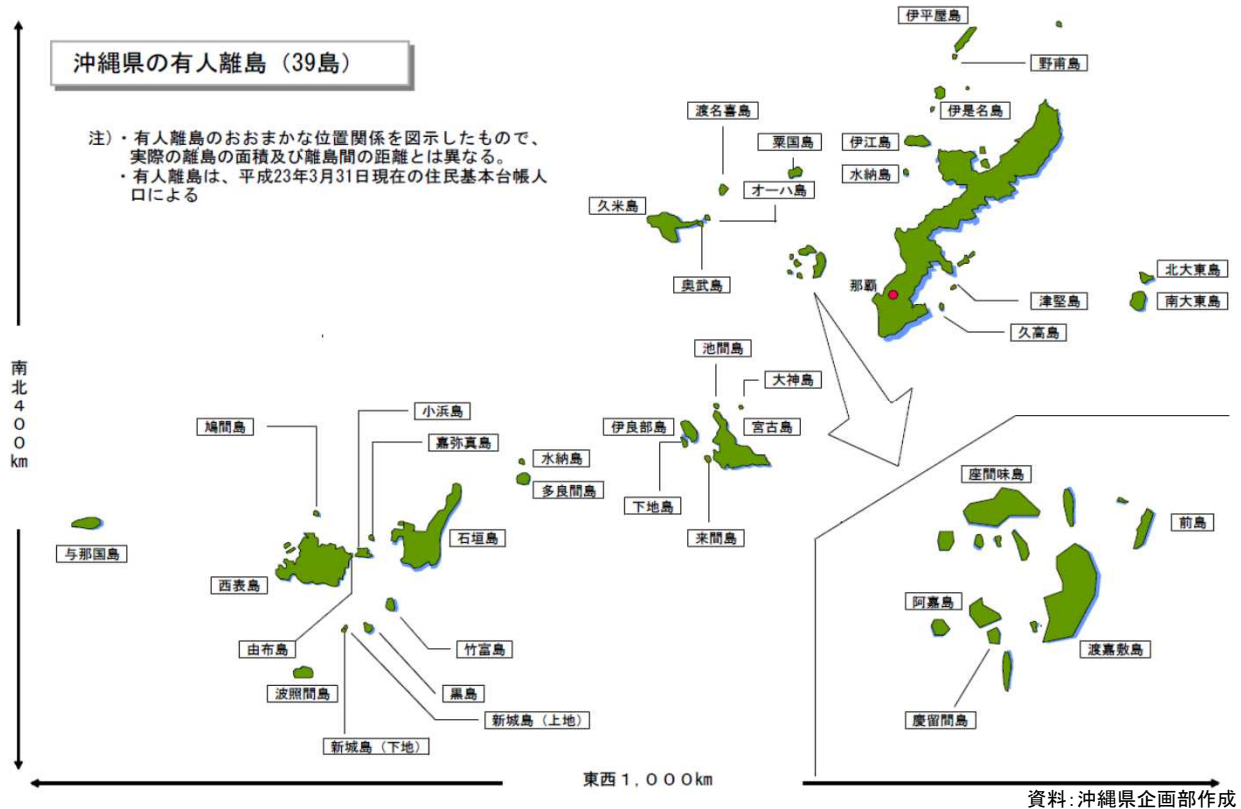 沖縄県の有人離島（39島）
注）・有人離島のおおまかな位置関係を図示したもので、
実際の離島の面積及び離島間の距離とは異なる。
・有人離島は、平成23年3月31日現在の住民基本台帳人
口による
伊平屋島
野甫島
渡名喜島
伊是名島
粟国島
伊江島
水納島
オーハ島
久米島
奥武島
那覇
北大東島
南大東島
津堅島
久高島
池間島
大神島
伊良部島
宮古島
下地島
来間島
小浜島
鳩間島
嘉弥真島
水納島
多良間島
石垣島
与那国島
西表島
由布島
竹富島
波照間島
黒島
新城島（上地）
新城島（下地）
座間味島
前島
阿嘉島
渡嘉敷島
慶留間島
南北４００km
東西１,０００km
資料：沖縄県企画部作成